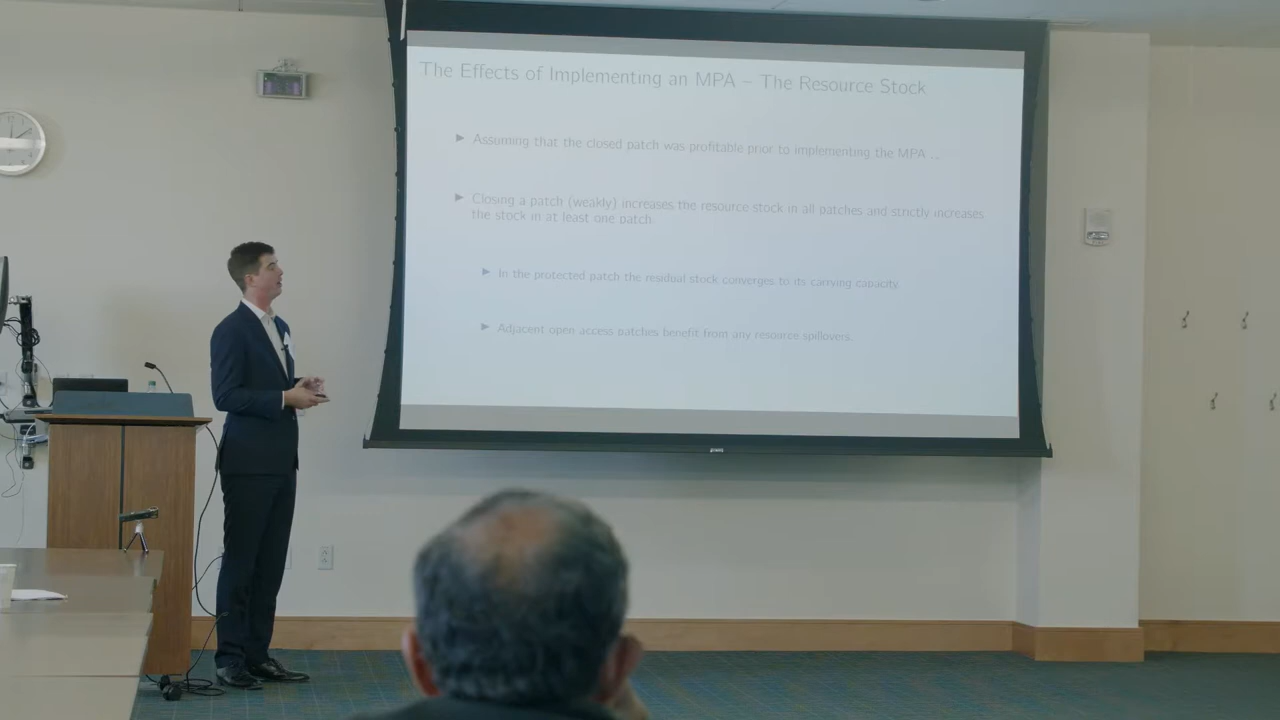 The Effects of Implementing an MPA – The Resource Stock
Assuming that the closed patch was profitable prior to implementing the MPA ...
Closing a patch (weakly) increases the resource stock in all patches and strictly increases
the stock in at least one patch.
In the protected patch the residual stock converges to its carrying capacity.
Adjacent open access patches benefit from any resource spillovers.